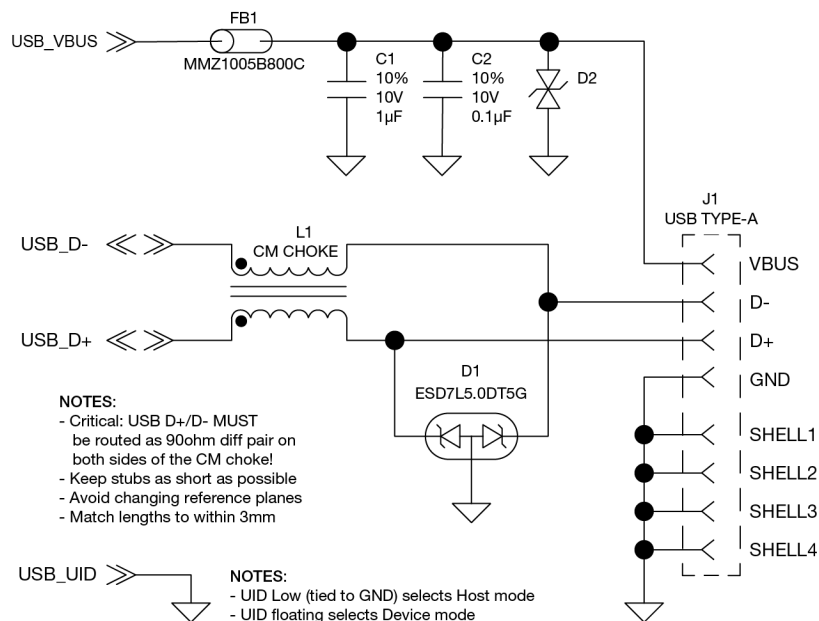 FB1
USB_VBUS
MMZ1005B800C
C1
10%
10V
1µF
C2
10%
10V
0.1µF
D2
J1
USB TYPE-A
USB_D-
L1
CM CHOKE
VBUS
D-
USB_D+
D+
D1
ESD7L5.0DT5G
GND
NOTES:
- Critical: USB D+/D- MUST
be routed as 90ohm diff pair on
both sides of the CM choke!
- Keep stubs as short as possible
- Avoid changing reference planes
- Match lengths to within 3mm
SHELL1
SHELL2
SHELL3
SHELL4
USB_UID
NOTES:
- UID Low (tied to GND) selects Host mode
- UID floating selects Device mode